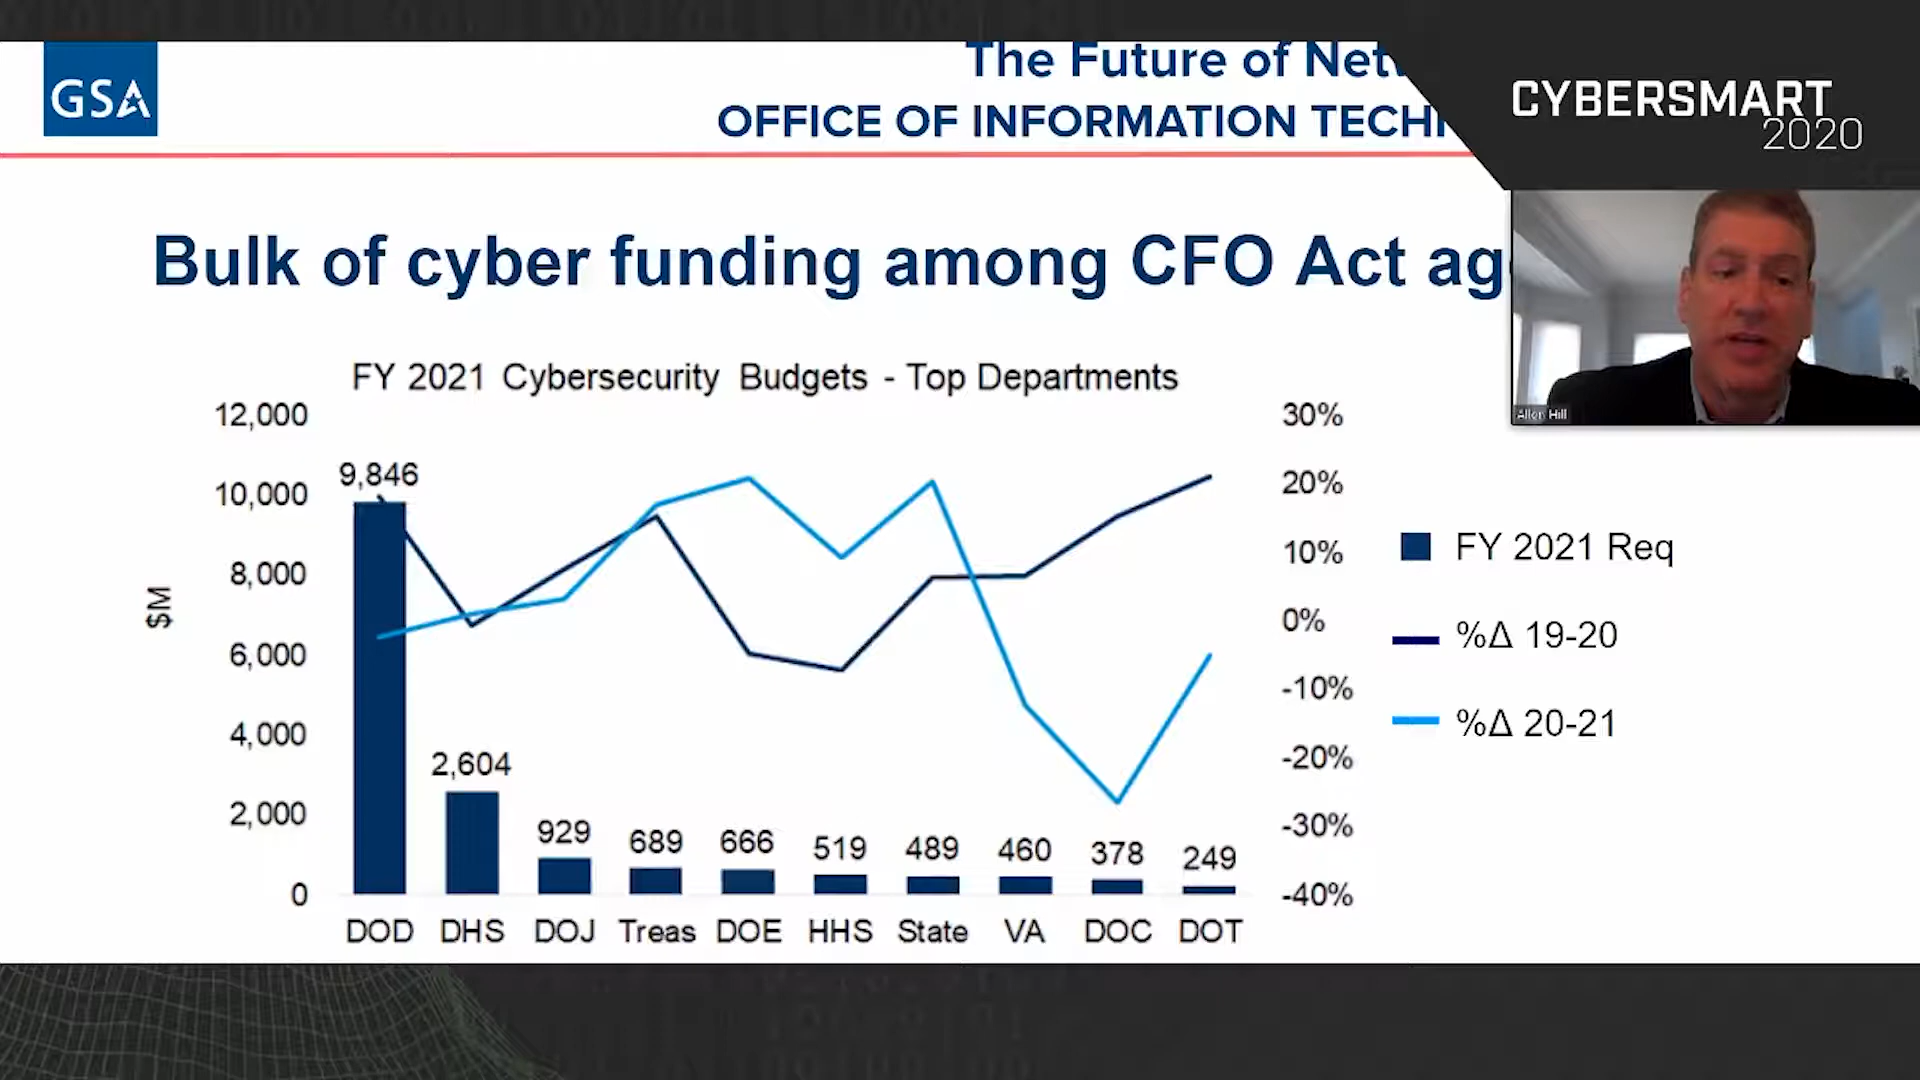 GSA
The Future of Net
OFFICE OF INFORMATION TECH
CYBERSMART
2020
Bulk of cyber funding among CFO Act ag
Allen Hill
FY 2021 Cybersecurity Budgets - Top Departments
$M
12,000
10,000
8,000
6,000
4,000
2,000
0
9,846
2,604
929
689
666
519
489
460
378
249
DOD DHS DOJ Treas DOE HHS State VA DOC DOT
30%
20%
10%
0%
-10%
-20%
-30%
-40%
FY 2021 Req
%Δ 19-20
%Δ 20-21